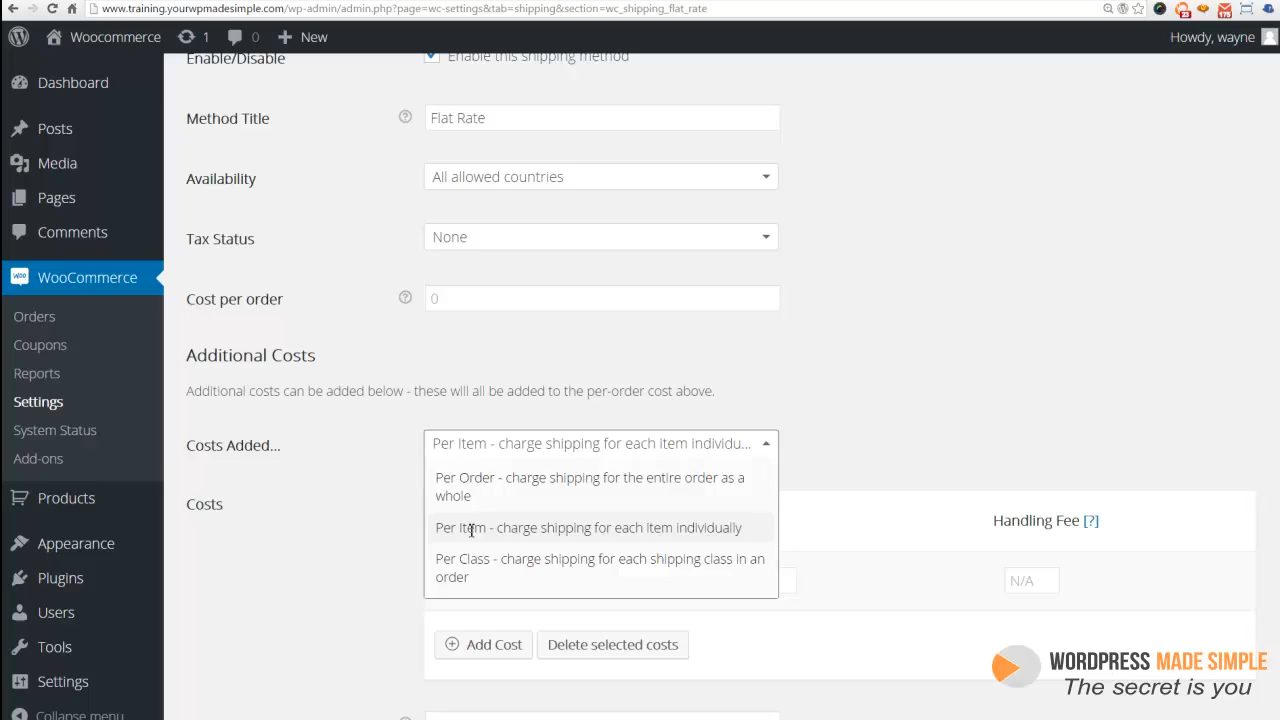 www.training.yourwpmadesimple.com/wp-admin/admin.php?page=wc-settings&tab=shipping&section=wc_shipping_flat_rate
23
175
Woocommerce
1
0
New
Howdy, wayne
Dashboard
Posts
Media
Pages
Comments
WooCommerce
Orders
Coupons
Reports
Settings
System Status
Add-ons
Products
Appearance
Plugins
Users
Tools
Settings
Collapse menu
Enable/Disable
Enable this shipping method
Method Title
Flat Rate
Availability
All allowed countries
Tax Status
None
Cost per order
0
Additional Costs
Additional costs can be added below - these will all be added to the per-order cost above.
Costs Added...
Per Item - charge shipping for each item individu...
Per Order - charge shipping for the entire order as a
whole
Per Item - charge shipping for each item individually
Per Class - charge shipping for each shipping class in an
order
Costs
Handling Fee [?]
N/A
Add Cost
Delete selected costs
WORDPRESS MADE SIMPLE
The secret is you